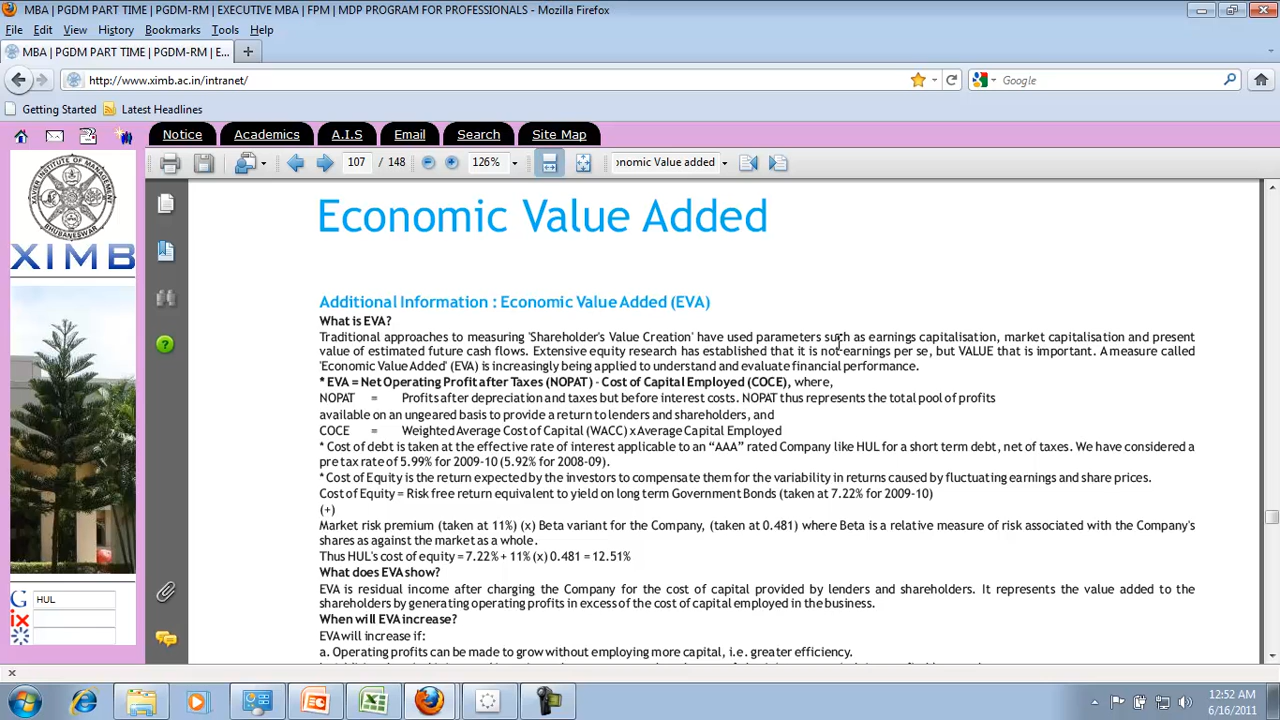 MBA | PGDM PART TIME | PGDM-RM | EXECUTIVE MBA | FPM | MDP PROGRAM FOR PROFESSIONALS - Mozilla Firefox
File Edit View History Bookmarks Tools Help
MBA | PGDM PART TIME | PGDM-RM | E...
http://www.ximb.ac.in/intranet/
Google
Getting Started Latest Headlines
Notice Academics A.I.S Email Search Site Map
107 / 148 126% onomic Value added
XAVIER INSTITUTE OF MANAGEMENT
BHUBANESWAR
XIMB
Economic Value Added
Additional Information : Economic Value Added (EVA)
What is EVA?
Traditional approaches to measuring 'Shareholder's Value Creation' have used parameters such as earnings capitalisation, market capitalisation and present
value of estimated future cash flows. Extensive equity research has established that it is not earnings per se, but VALUE that is important. A measure called
'Economic Value Added' (EVA) is increasingly being applied to understand and evaluate financial performance.
* EVA = Net Operating Profit after Taxes (NOPAT) - Cost of Capital Employed (COCE), where,
NOPAT = Profits after depreciation and taxes but before interest costs. NOPAT thus represents the total pool of profits
available on an ungeared basis to provide a return to lenders and shareholders, and
COCE = Weighted Average Cost of Capital (WACC) x Average Capital Employed
* Cost of debt is taken at the effective rate of interest applicable to an “AAA” rated Company like HUL for a short term debt, net of taxes. We have considered a
pre tax rate of 5.99% for 2009-10 (5.92% for 2008-09).
* Cost of Equity is the return expected by the investors to compensate them for the variability in returns caused by fluctuating earnings and share prices.
Cost of Equity = Risk free return equivalent to yield on long term Government Bonds (taken at 7.22% for 2009-10)
(+)
Market risk premium (taken at 11%) (x) Beta variant for the Company, (taken at 0.481) where Beta is a relative measure of risk associated with the Company's
shares as against the market as a whole.
Thus HUL's cost of equity = 7.22% + 11% (x) 0.481 = 12.51%
What does EVA show?
EVA is residual income after charging the Company for the cost of capital provided by lenders and shareholders. It represents the value added to the
shareholders by generating operating profits in excess of the cost of capital employed in the business.
When will EVA increase?
EVA will increase if:
a. Operating profits can be made to grow without employing more capital, i.e. greater efficiency.
G HUL
12:52 AM
6/16/2011